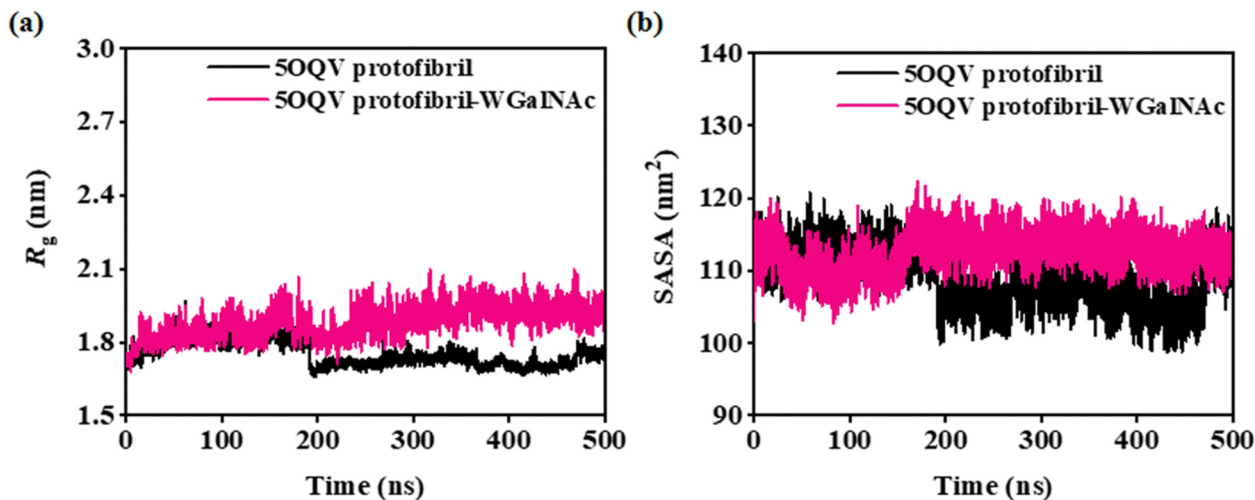 (a)
3.0
2.7
2.4
2.1
1.8
1.5
Rg (nm)
5OQV protofibril
5OQV protofibril-WGalNAc
0 100 200 300 400 500
Time (ns)
(b)
140
130
120
110
100
90
SASA (nm²)
5OQV protofibril
5OQV protofibril-WGalNAc
0 100 200 300 400 500
Time (ns)